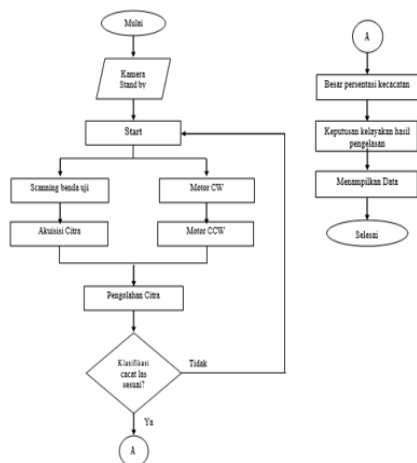 Mulai
Kamera
Stand by
Start
Scanning benda uji
Motor CW
Akuisisi Citra
Motor CCW
Pengolahan Citra
Klasifikasi
cacat las
sesuai?
Tidak
Ya
A
A
Besar persentasi kecacatan
Keputusan kelayakan hasil
pengelasan
Menampilkan Data
Selesai